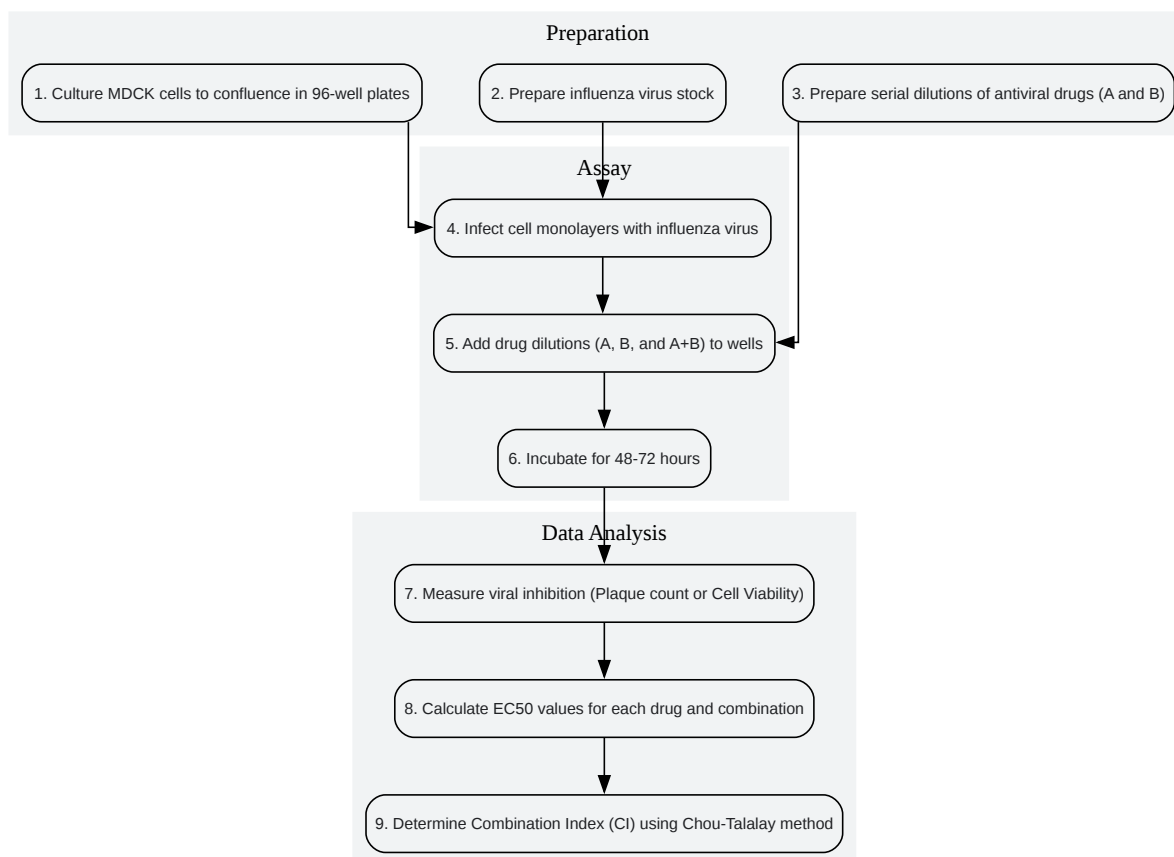 Preparation
1. Culture MDCK cells to confluence in 96-well plates
2. Prepare influenza virus stock
3. Prepare serial dilutions of antiviral drugs (A and B)
Assay
4. Infect cell monolayers with influenza virus
5. Add drug dilutions (A, B, and A+B) to wells
6. Incubate for 48-72 hours
Data Analysis
7. Measure viral inhibition (Plaque count or Cell Viability)
8. Calculate EC50 values for each drug and combination
9. Determine Combination Index (CI) using Chou-Talalay method